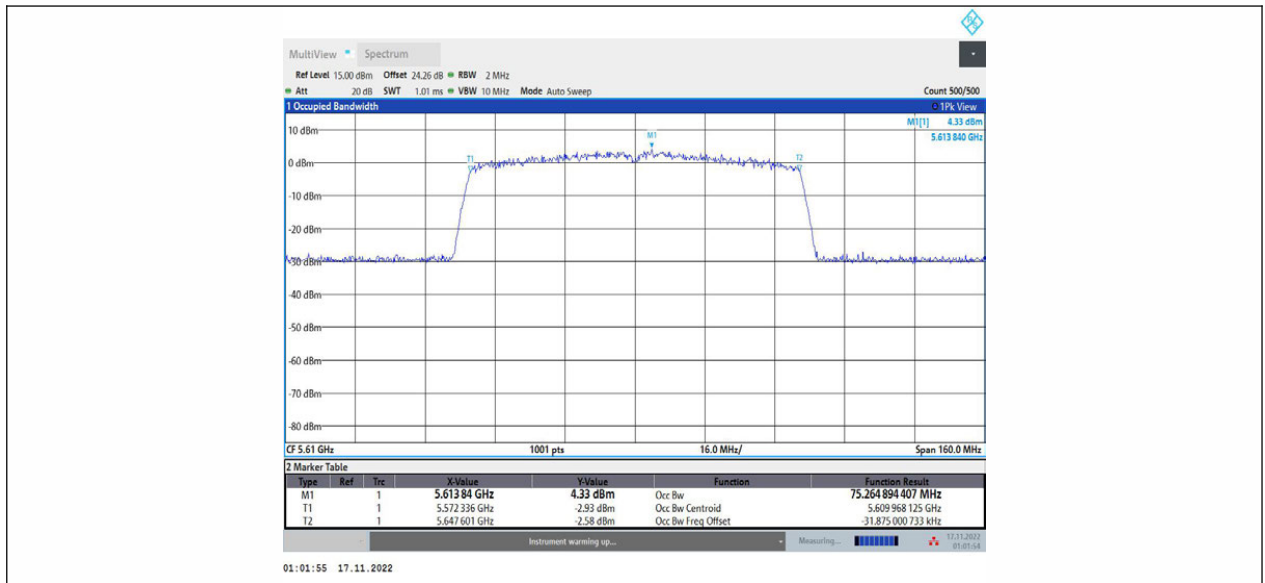 MultiView Spectrum
Ref Level 15.00 dBm Offset 24.26 dB RBW 2 MHz
Att 20 dB SWT 1.01 ms VBW 10 MHz Mode Auto Sweep Count 500/500
1 Occupied Bandwidth 1Pk View
M1[1] 4.33 dBm
5.613 840 GHz
10 dBm
M1
T1
T2
0 dBm
-10 dBm
-20 dBm
-30 dBm
-40 dBm
-50 dBm
-60 dBm
-70 dBm
-80 dBm
CF 5.61 GHz 1001 pts 16.0 MHz/ Span 160.0 MHz
2 Marker Table
Type Ref Trc X-Value Y-Value Function Function Result
M1 1 5.613 84 GHz 4.33 dBm Occ Bw 75.264 894 407 MHz
T1 1 5.572 336 GHz -2.93 dBm Occ Bw Centroid 5.609 968 125 GHz
T2 1 5.647 601 GHz -2.58 dBm Occ Bw Freq Offset -31.875 000 733 kHz
Instrument warming up... Measuring... 17.11.2022
01:01:54
01:01:55 17.11.2022